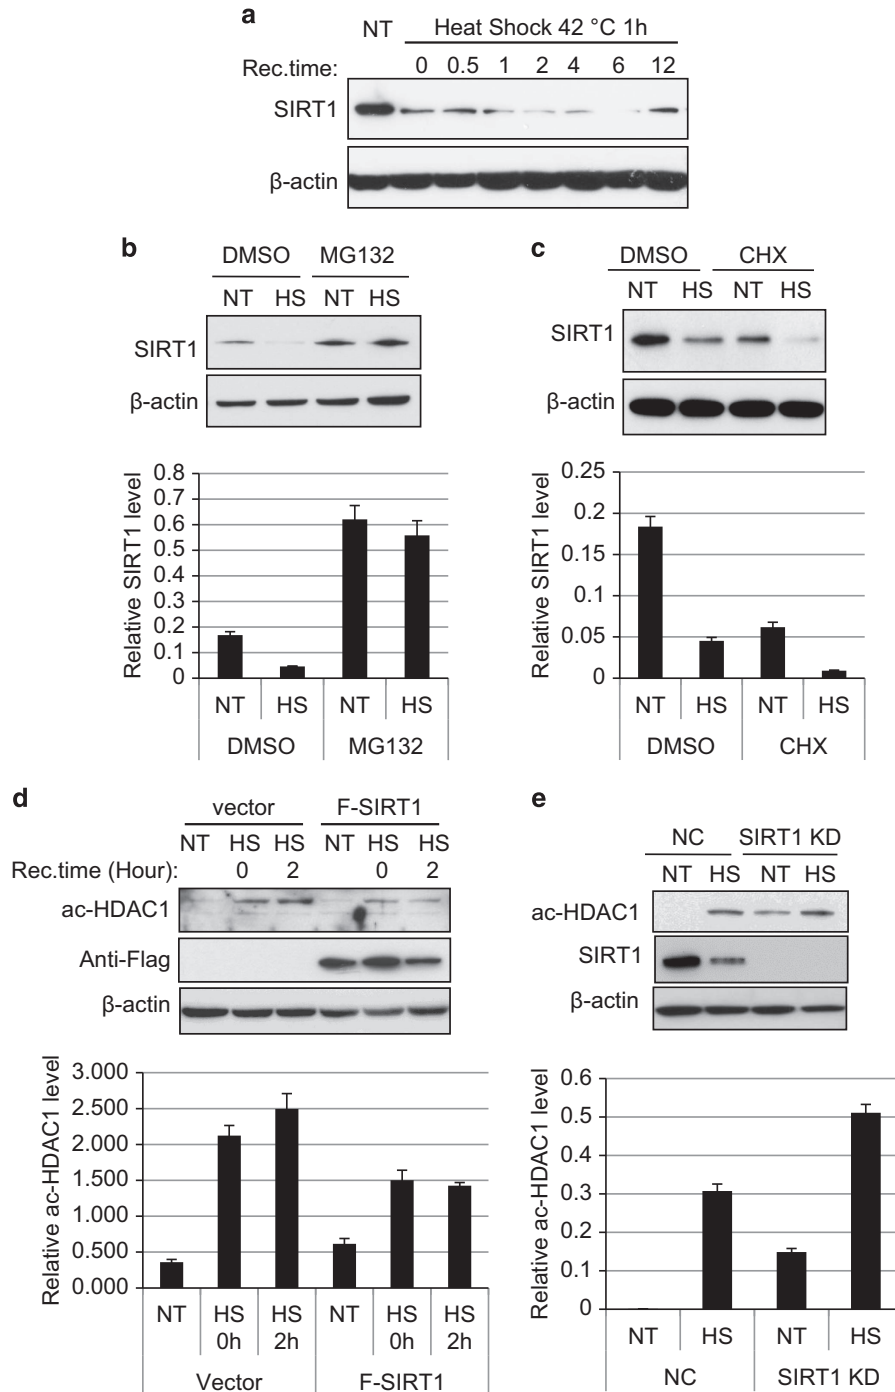 a
NT Heat Shock 42 °C 1h
Rec.time: 0 0.5 1 2 4 6 12
SIRT1
β-actin
b
DMSO MG132
NT HS NT HS
SIRT1
β-actin
Relative SIRT1 level
0.8
0.7
0.6
0.5
0.4
0.3
0.2
0.1
0
NT HS NT HS
DMSO MG132
c
DMSO CHX
NT HS NT HS
SIRT1
β-actin
Relative SIRT1 level
0.25
0.2
0.15
0.1
0.05
0
NT HS NT HS
DMSO CHX
d
vector F-SIRT1
NT HS HS NT HS HS
Rec.time (Hour): 0 2 0 2
ac-HDAC1
Anti-Flag
β-actin
Relative ac-HDAC1 level
3.000
2.500
2.000
1.500
1.000
0.500
0.000
NT HS HS NT HS HS
0h 2h 0h 2h
Vector F-SIRT1
e
NC SIRT1 KD
NT HS NT HS
ac-HDAC1
SIRT1
β-actin
Relative ac-HDAC1 level
0.6
0.5
0.4
0.3
0.2
0.1
0
NT HS NT HS
NC SIRT1 KD